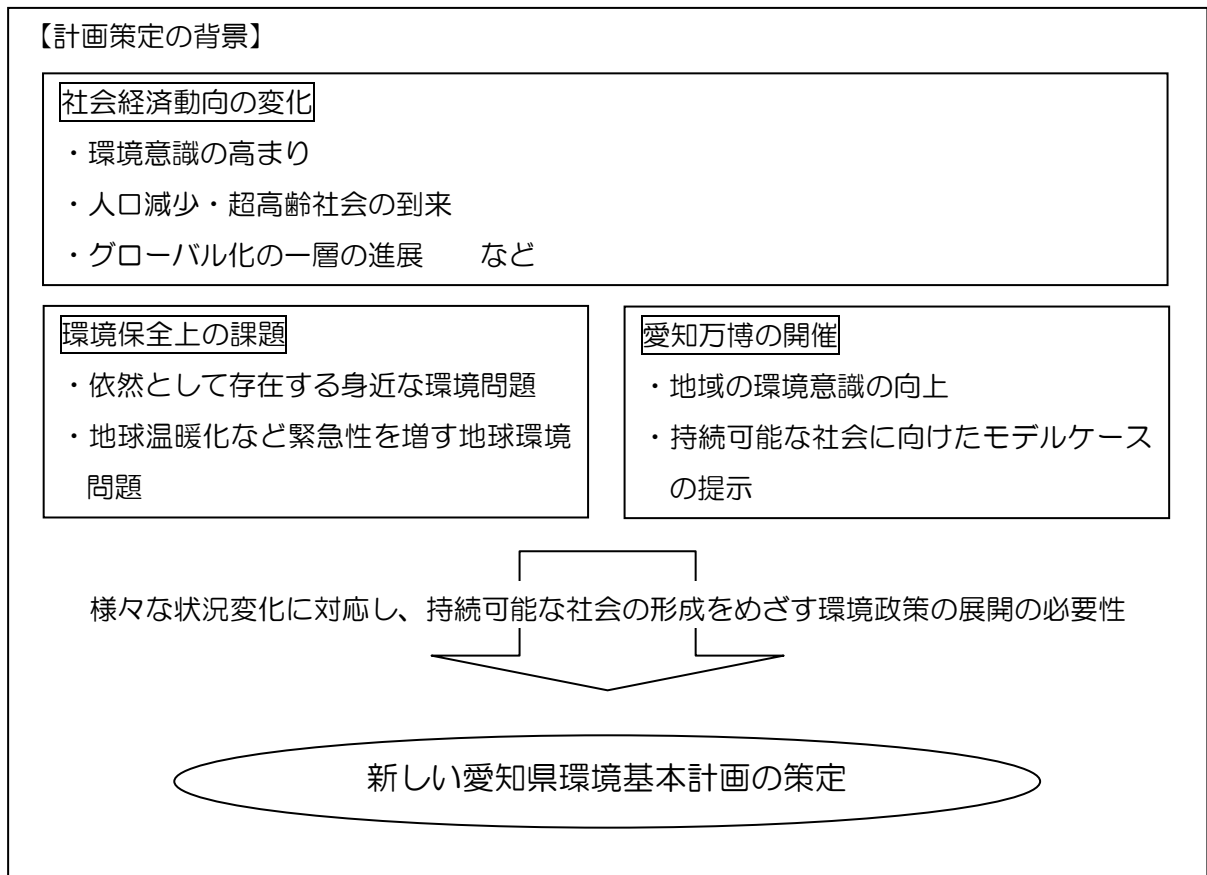 【計画策定の背景】
社会経済動向の変化
・環境意識の高まり
・人口減少・超高齢社会の到来
・グローバル化の一層の進展　　など
環境保全上の課題
・依然として存在する身近な環境問題
・地球温暖化など緊急性を増す地球環境
問題
愛知万博の開催
・地域の環境意識の向上
・持続可能な社会に向けたモデルケース
の提示
様々な状況変化に対応し、持続可能な社会の形成をめざす環境政策の展開の必要性
新しい愛知県環境基本計画の策定